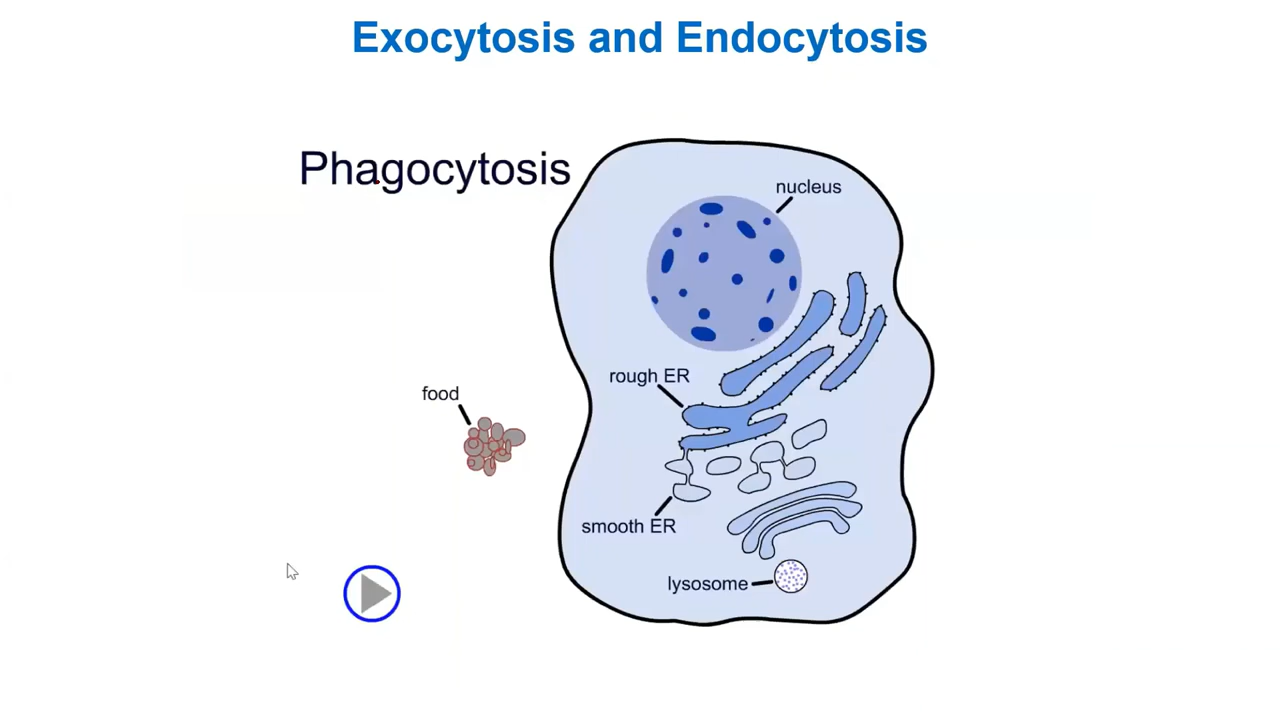 Exocytosis and Endocytosis
Phagocytosis
nucleus
rough ER
food
smooth ER
lysosome